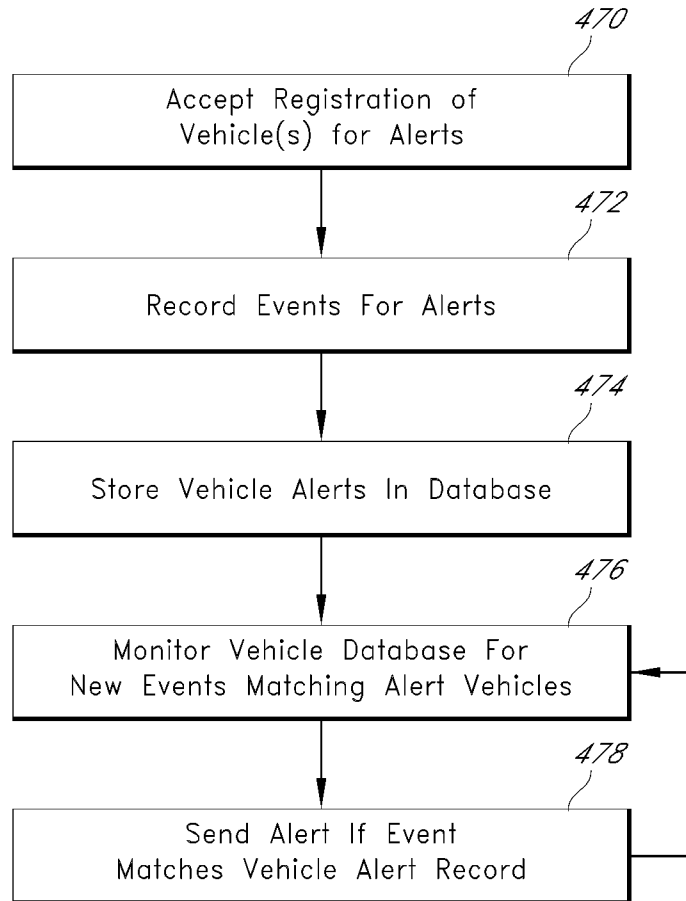 470
Accept Registration of
Vehicle(s) for Alerts
472
Record Events For Alerts
474
Store Vehicle Alerts In Database
476
Monitor Vehicle Database For
New Events Matching Alert Vehicles
478
Send Alert If Event
Matches Vehicle Alert Record